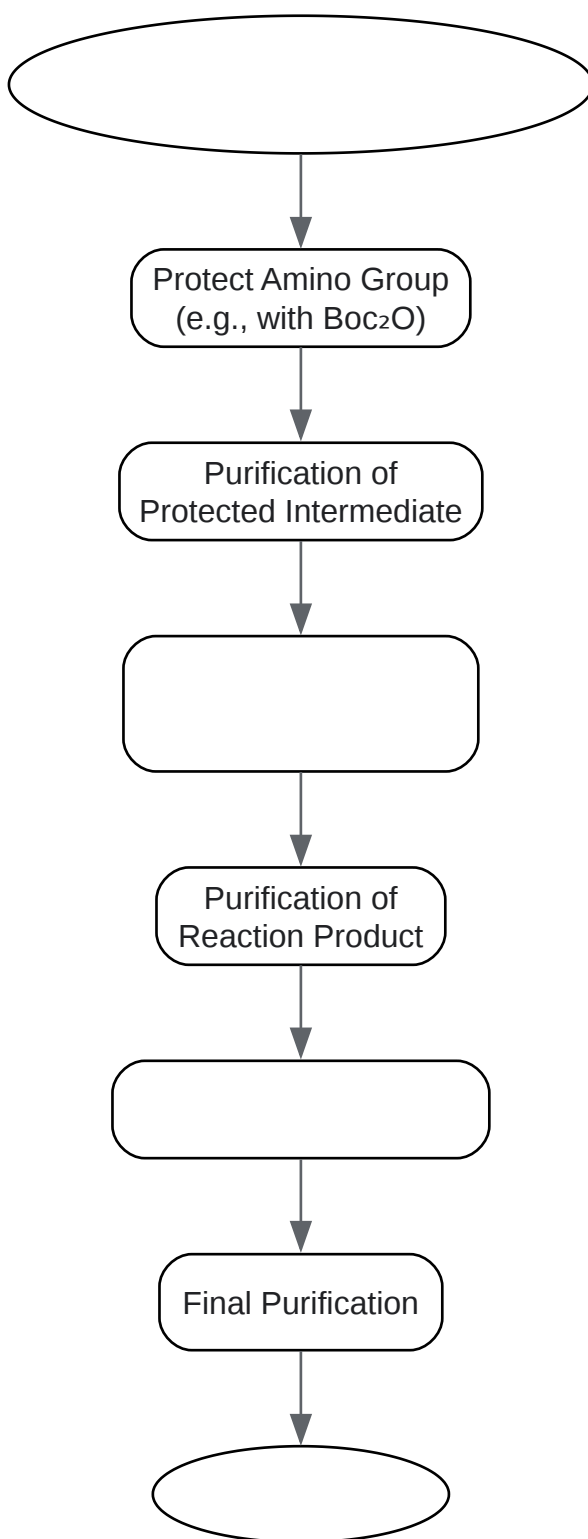 Protect Amino Group
(e.g., with Boc₂O)
Purification of
Protected Intermediate
Purification of
Reaction Product
Final Purification